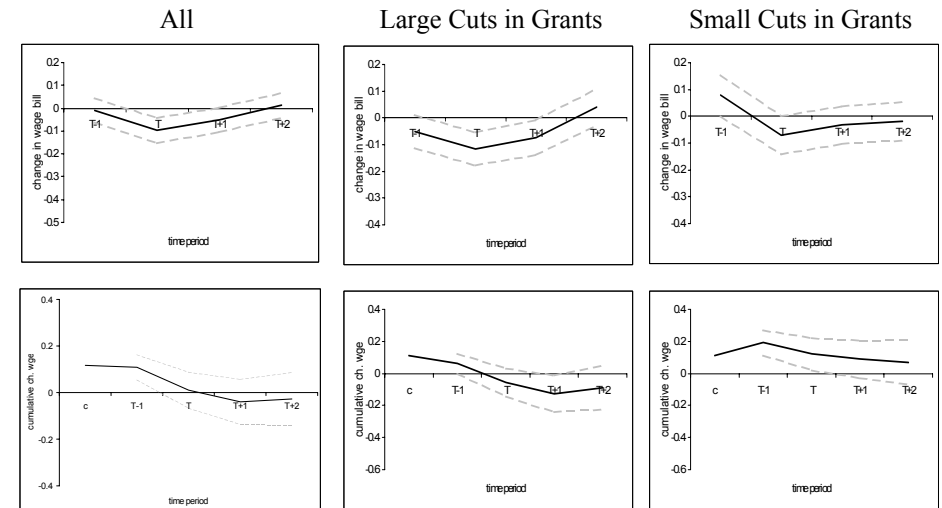 All
Large Cuts in Grants
Small Cuts in Grants
change in wage bill
0.2
0.1
0
-0.1
-0.2
-0.3
-0.4
-0.5
T-1
T
T+1
T+2
time period
change in wage bill
0.2
0.1
0
-0.1
-0.2
-0.3
-0.4
T-1
T
T+1
T+2
time period
change in wage bill
0.2
0.1
0
-0.1
-0.2
-0.3
-0.4
T-1
T
T+1
T+2
time period
cumulative ch. wge
0.4
0.2
0
-0.2
-0.4
c
T-1
T
T+1
T+2
time period
cumulative ch. wge
0.4
0.2
0
-0.2
-0.4
-0.6
c
T-1
T
T+1
T+2
time period
cumulative ch. wge
0.4
0.2
0
-0.2
-0.4
-0.6
c
T-1
T
T+1
T+2
time period